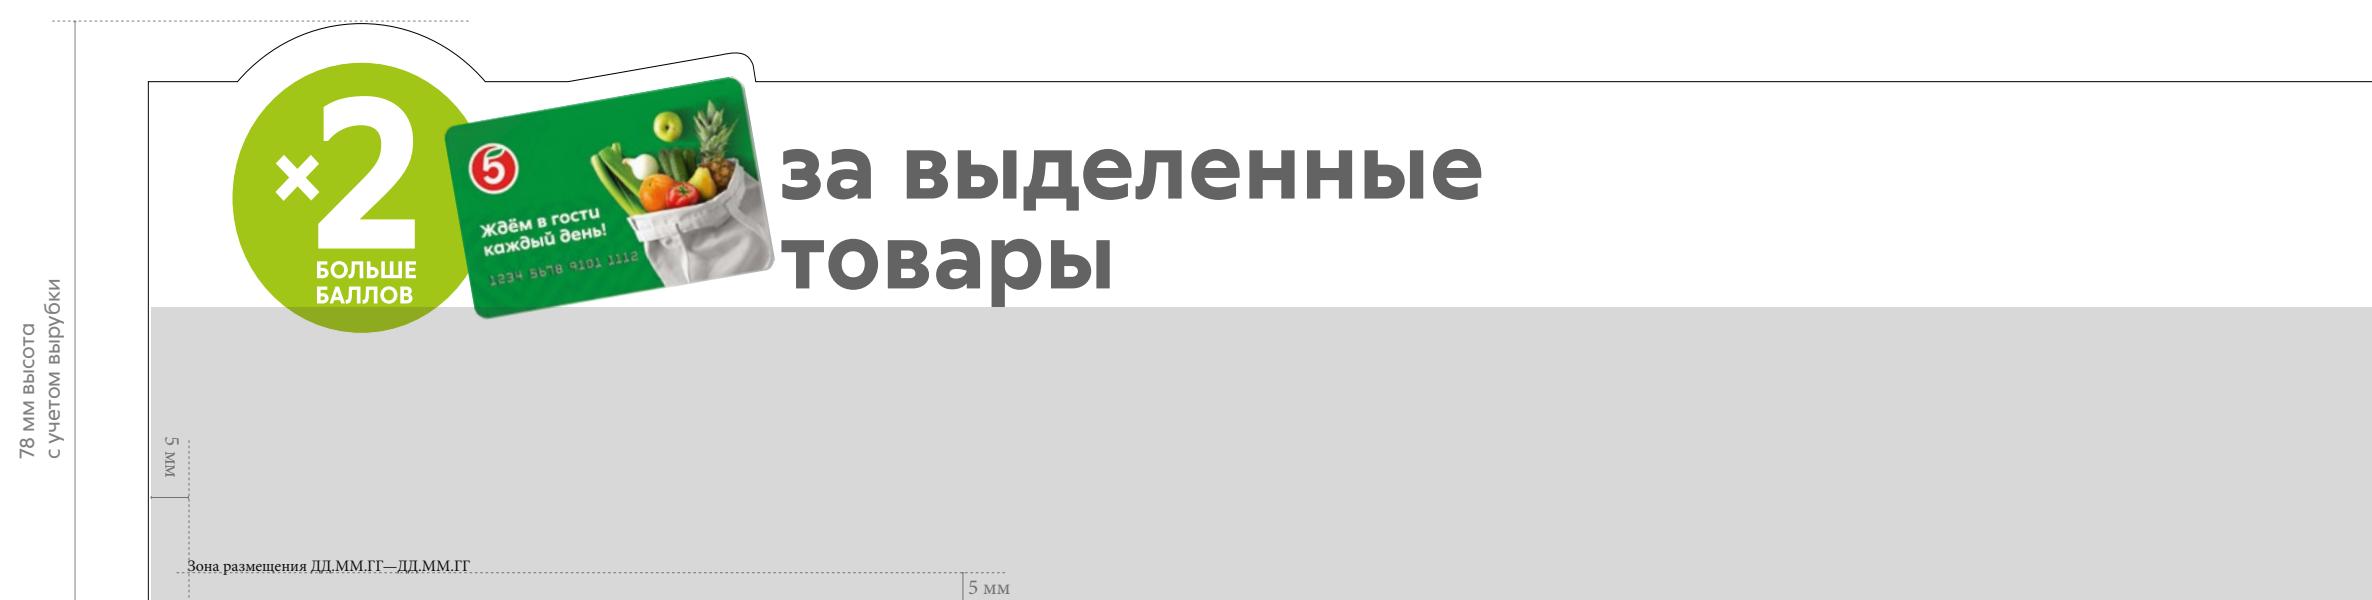 ×2
БОЛЬШЕ
БАЛЛОВ
5
Ждём в гости
каждый день!
1234 5678 9101 1112
за выделенные
товары
78 мм высота
с учетом вырубки
5 мм
Зона размещения ДД.ММ.ГГ—ДД.ММ.ГГ
5 мм